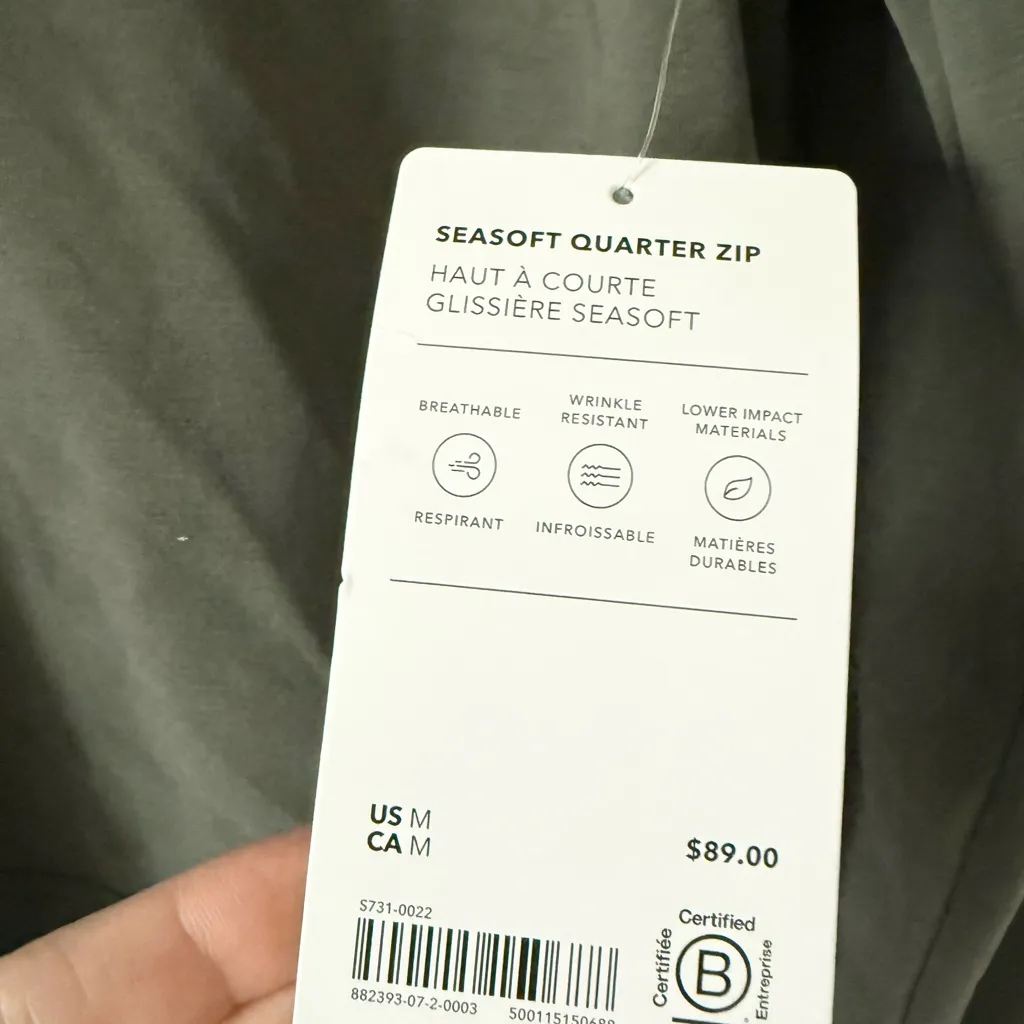 SEASOFT QUARTER ZIP
HAUT À COURTE
GLISSIÈRE SEASOFT
BREATHABLE
RESPIRANT
WRINKLE
RESISTANT
INFROISSABLE
LOWER IMPACT
MATERIALS
MATIÈRES
DURABLES
US M
CA M
$89.00
S731-0022
882393-07-2-0003
Certified
Certifiée
B
Entreprise